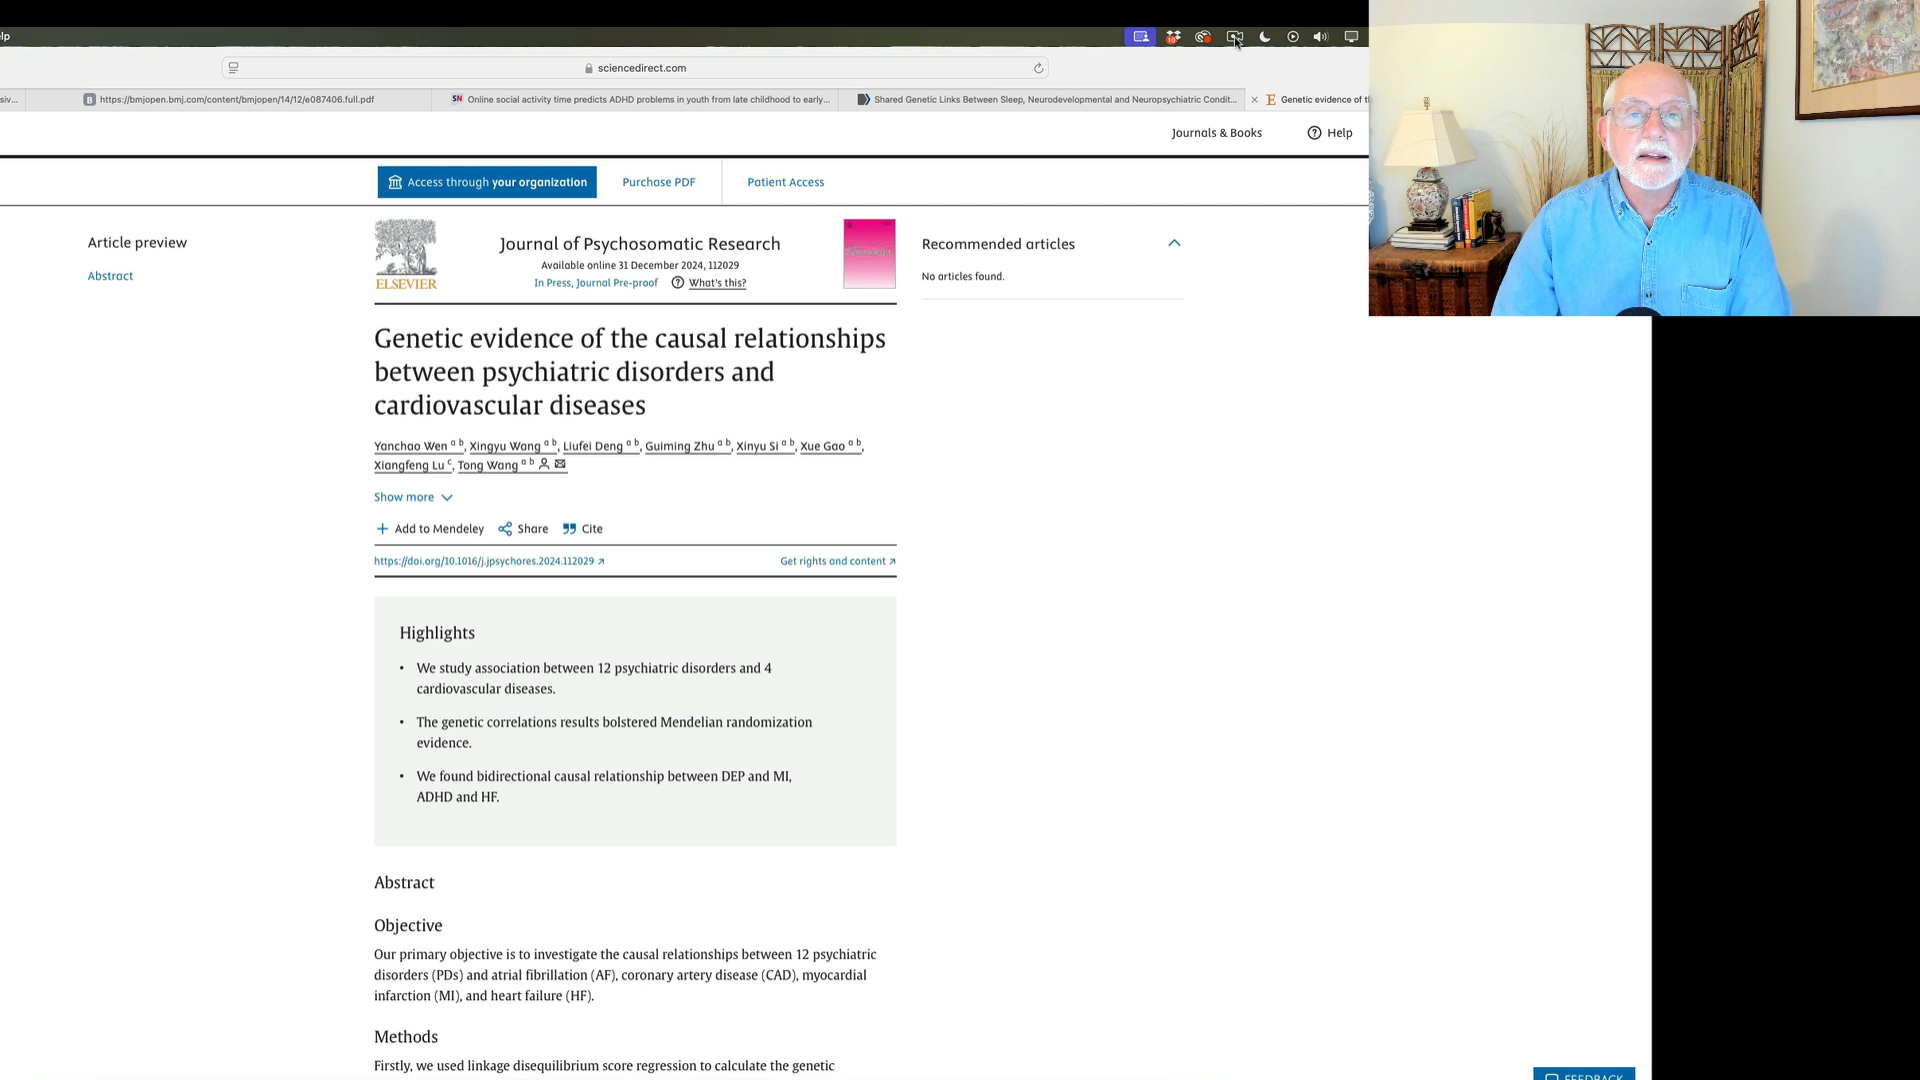 lp
10
sciencedirect.com
siv...
B https://bmjopen.bmj.com/content/bmjopen/14/12/e087406.full.pdf
SN Online social activity time predicts ADHD problems in youth from late childhood to early...
Shared Genetic Links Between Sleep, Neurodevelopmental and Neuropsychiatric Condit...
E Genetic evidence of t
Journals & Books
Help
Access through your organization
Purchase PDF
Patient Access
Article preview
Abstract
ELSEVIER
Journal of Psychosomatic Research
Available online 31 December 2024, 112029
In Press, Journal Pre-proof
What's this?
Recommended articles
No articles found.
Genetic evidence of the causal relationships
between psychiatric disorders and
cardiovascular diseases
Yanchao Wen a b, Xingyu Wang a b, Liufei Deng a b, Guiming Zhu a b, Xinyu Si a b, Xue Gao a b,
Xiangfeng Lu c, Tong Wang a b
Show more
Add to Mendeley
Share
Cite
https://doi.org/10.1016/j.jpsychores.2024.112029
Get rights and content
Highlights
• We study association between 12 psychiatric disorders and 4
cardiovascular diseases.
• The genetic correlations results bolstered Mendelian randomization
evidence.
• We found bidirectional causal relationship between DEP and MI,
ADHD and HF.
Abstract
Objective
Our primary objective is to investigate the causal relationships between 12 psychiatric
disorders (PDs) and atrial fibrillation (AF), coronary artery disease (CAD), myocardial
infarction (MI), and heart failure (HF).
Methods
Firstly, we used linkage disequilibrium score regression to calculate the genetic
FEEDBACK